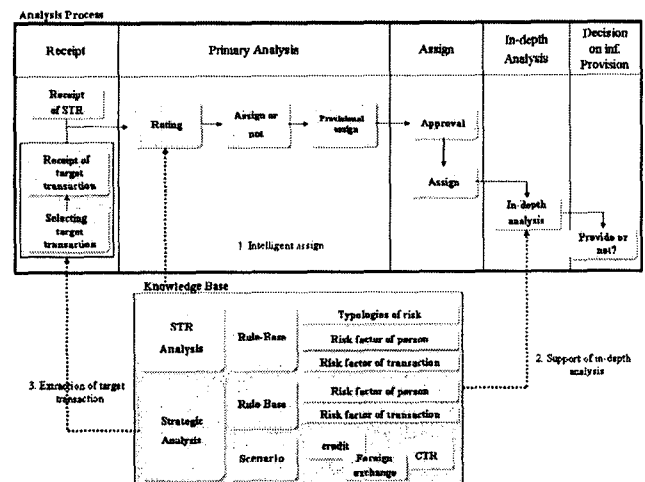 Analysis Process
Receipt
Primary Analysis
Assign
In-depth
Analysis
Decision
on inf.
Provision
Receipt
of STR
Rating
Assign or
not
Provisional
assign
Approval
Receipt of
target
transaction
Assign
Selecting
target
transaction
In-depth
analysis
Provide or
not?
1. Intelligent assign
Knowledge Base
STR
Analysis
Rule-Base
Typologies of risk
Risk factor of person
Risk factor of transaction
2. Support of in-depth
analysis
3. Extraction of target
transaction
Strategic
Analysis
Rule Base
Risk factor of person
Risk factor of transaction
Scenario
credit
Foreign
exchange
CTR